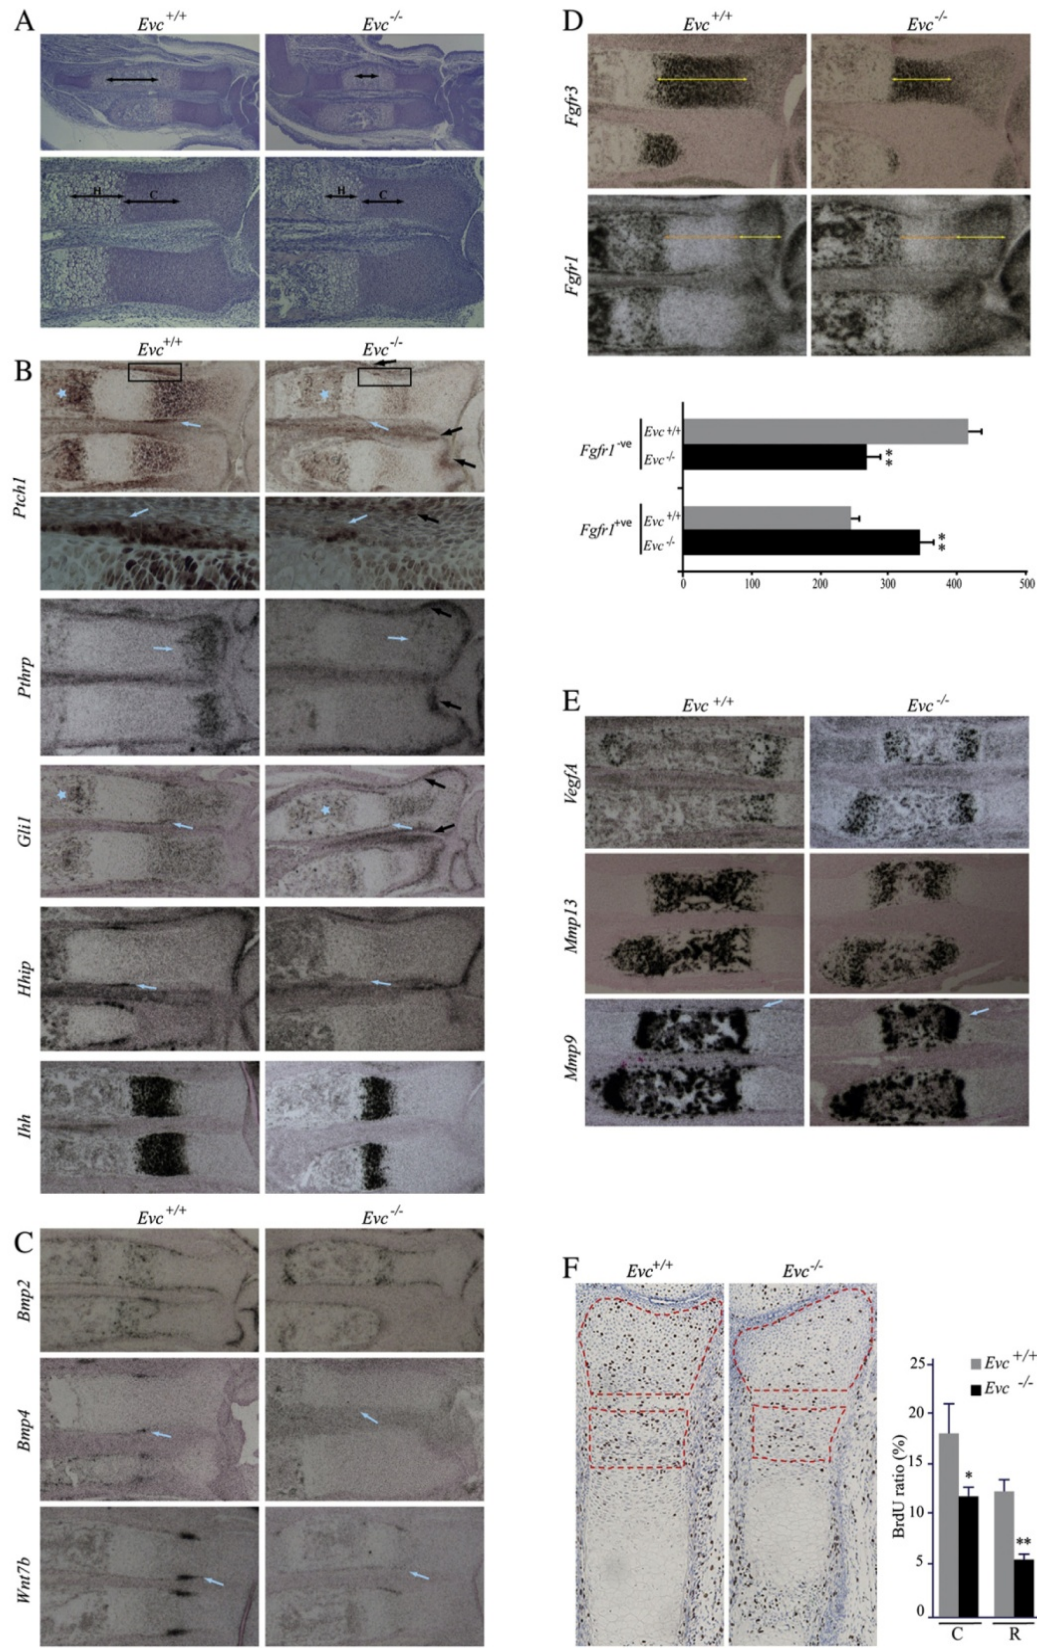 A
Evc +/+
Evc -/-
H
C
H
C
B
Evc +/+
Evc -/-
Ptch1
Pthrp
Gli1
Hhip
Ihh
C
Evc +/+
Evc -/-
Bmp2
Bmp4
Wnt7b
D
Evc +/+
Evc -/-
Fgfr3
Fgfr1
Fgfr1 -ve
Evc +/+
Evc -/-
**
Fgfr1 +ve
Evc +/+
Evc -/-
**
0 100 200 300 400 500
E
Evc +/+
Evc -/-
VegfA
Mmp13
Mmp9
F
Evc +/+
Evc -/-
BrdU ratio (%)
25
20
15
10
5
0
Evc +/+
Evc -/-
*
**
C R